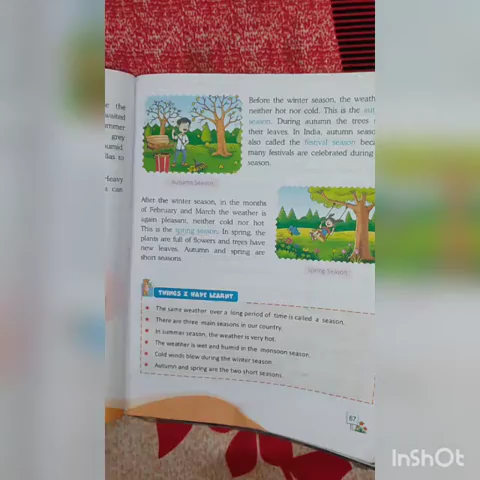 e the
waited
ummer
grey
umid.
Heavy
s can
Before the winter season, the weath
neither hot nor cold. This is the
season. During autumn the trees
their leaves. In India, autumn seaso
also called the festival season beca
many festivals are celebrated during
season.
Autumn Season
After the winter season, in the months
of February and March the weather is
again pleasant, neither cold nor hot.
This is the spring season. In spring, the
plants are full of flowers and trees have
new leaves. Autumn and spring are
short seasons.
Spring Season
THINGS I HAVE LEARNT
The same weather over a long period of time is called a season.
There are three main seasons in our country.
In summer season, the weather is very hot.
The weather is wet and humid in the monsoon season.
Cold winds blow during the winter season.
Autumn and spring are the two short seasons.
67
InShOt